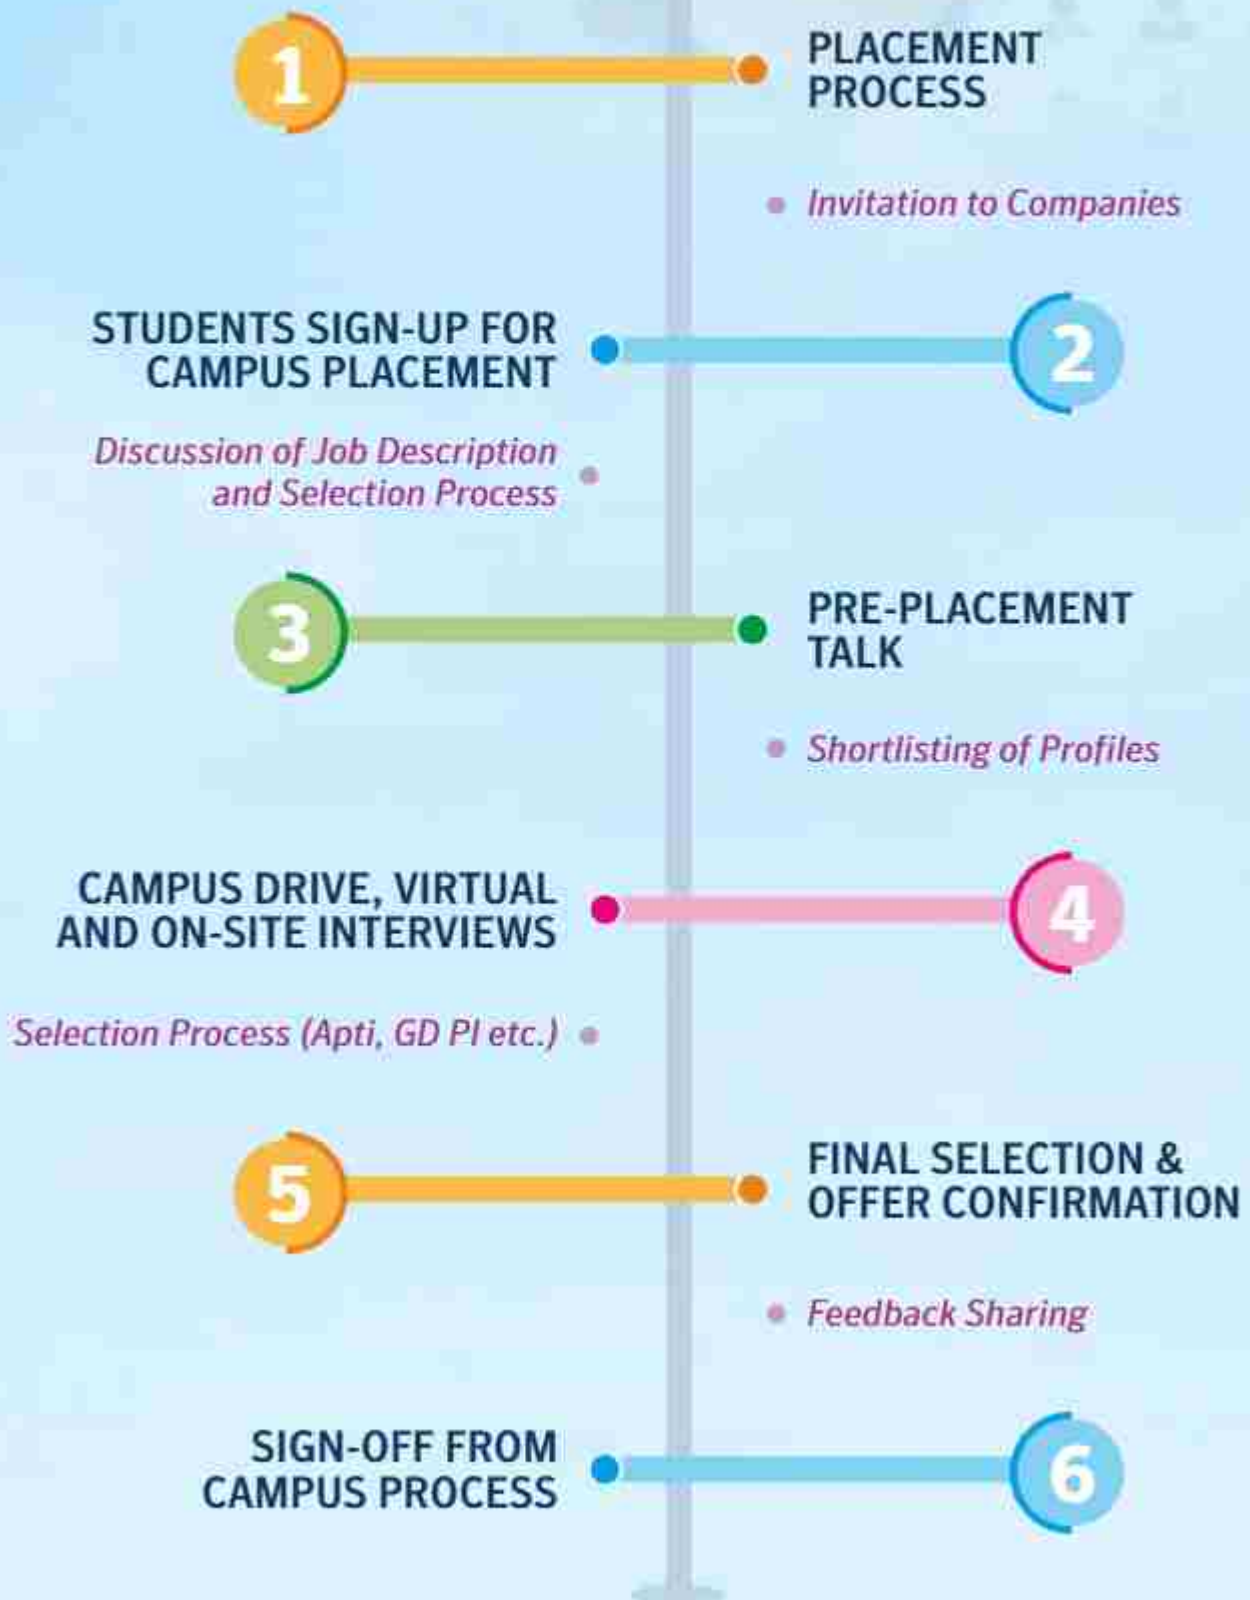 1
PLACEMENT
PROCESS
Invitation to Companies
STUDENTS SIGN-UP FOR
CAMPUS PLACEMENT
2
Discussion of Job Description
and Selection Process
3
PRE-PLACEMENT
TALK
Shortlisting of Profiles
CAMPUS DRIVE, VIRTUAL
AND ON-SITE INTERVIEWS
4
Selection Process (Apti, GD PI etc.)
5
FINAL SELECTION &
OFFER CONFIRMATION
Feedback Sharing
SIGN-OFF FROM
CAMPUS PROCESS
6